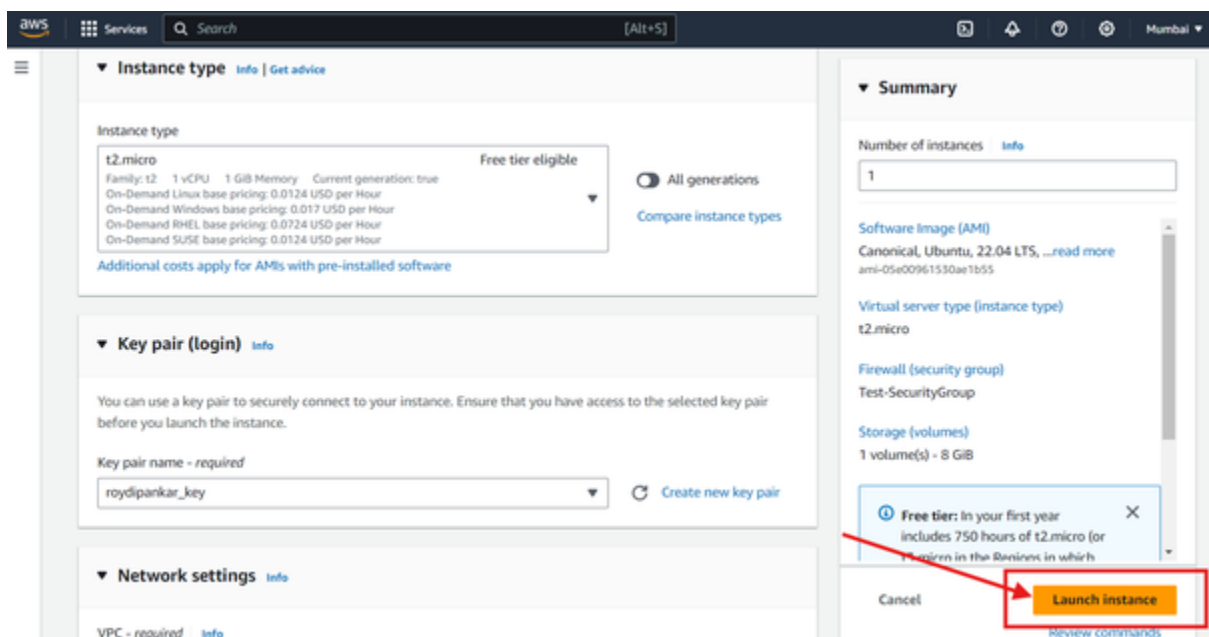 aws
Services
Search
[Alt+S]
Mumbai
Instance type Info | Get advice
Instance type
t2.micro Free tier eligible
Family: t2 1 vCPU 1 GiB Memory Current generation: true
On-Demand Linux base pricing: 0.0124 USD per Hour
On-Demand Windows base pricing: 0.017 USD per Hour
On-Demand RHEL base pricing: 0.0724 USD per Hour
On-Demand SUSE base pricing: 0.0124 USD per Hour
All generations
Compare instance types
Additional costs apply for AMIs with pre-installed software
Key pair (login) Info
You can use a key pair to securely connect to your instance. Ensure that you have access to the selected key pair
before you launch the instance.
Key pair name - required
roydipankar_key
Create new key pair
Network settings Info
VPC - required Info
Summary
Number of instances Info
1
Software Image (AMI)
Canonical, Ubuntu, 22.04 LTS, ...read more
ami-05e00961530ae1b55
Virtual server type (instance type)
t2.micro
Firewall (security group)
Test-SecurityGroup
Storage (volumes)
1 volume(s) - 8 GiB
Free tier: In your first year
includes 750 hours of t2.micro (or
t3.micro in the Regions in which
Cancel
Launch instance
Review commands